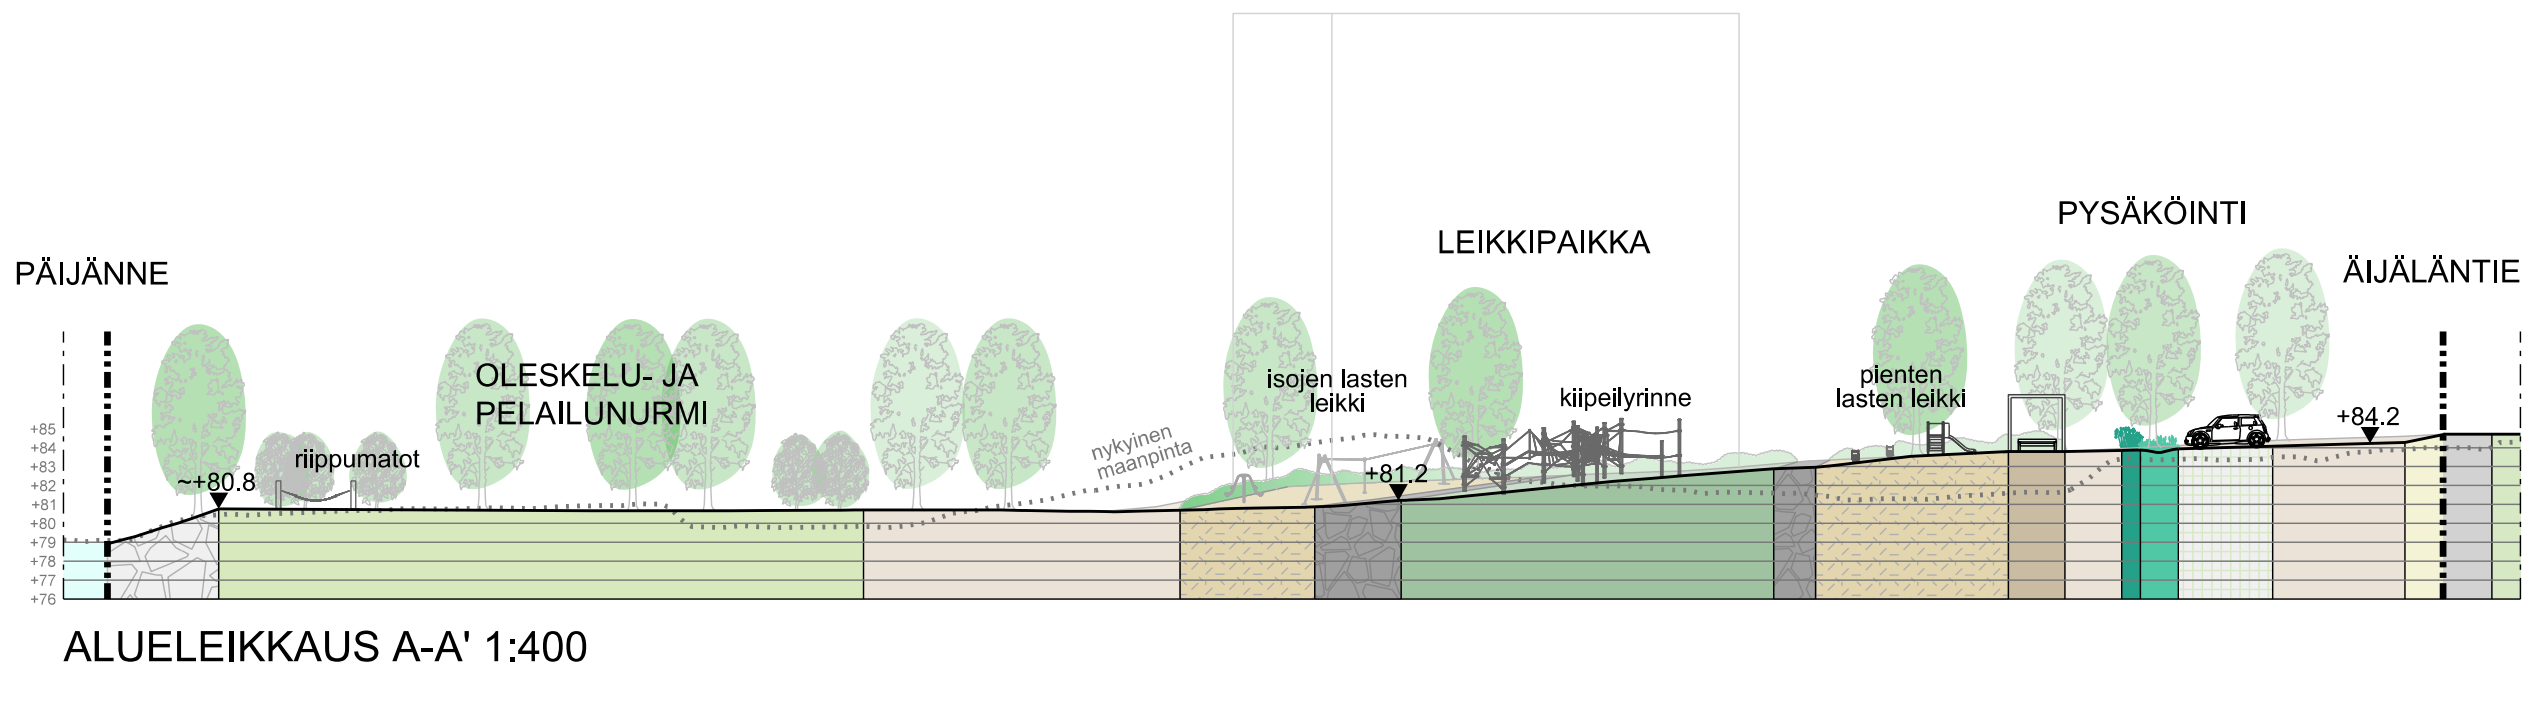 PYSÄKÖINTI
LEIKKIPAIKKA
PÄIJÄNNE
ÄIJÄLÄNTIE
OLESKELU- JA
PELAILUNURMI
isojen lasten
leikki
kiipeilyrinne
pienten
lasten leikki
+84.2
nykyinen
maanpinta
riippumatot
~+80.8
+81.2
+85
+84
+83
+82
+81
+80
+79
+78
+77
+76
ALUELEIKKAUS A-A' 1:400